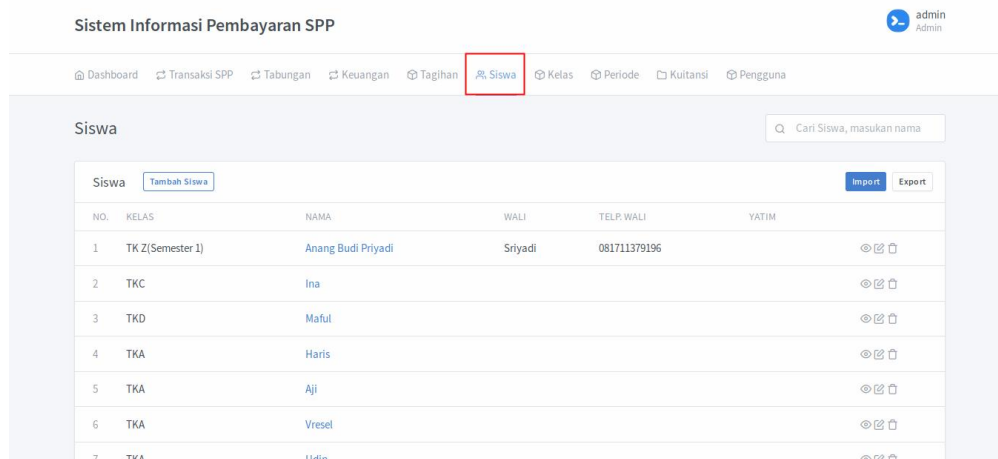 Sistem Informasi Pembayaran SPP
admin
Admin
Dashboard Transaksi SPP Tabungan Keuangan Tagihan Siswa Kelas Periode Kuitansi Pengguna
Siswa
Cari Siswa, masukan nama
Siswa Tambah Siswa Import Export
NO. KELAS NAMA WALI TELP. WALI YATIM
1 TK Z(Semester 1) Anang Budi Priyadi Sriyadi 081711379196
2 TKC Ina
3 TKD Maful
4 TKA Haris
5 TKA Aji
6 TKA Vresel
7 TKA Udin